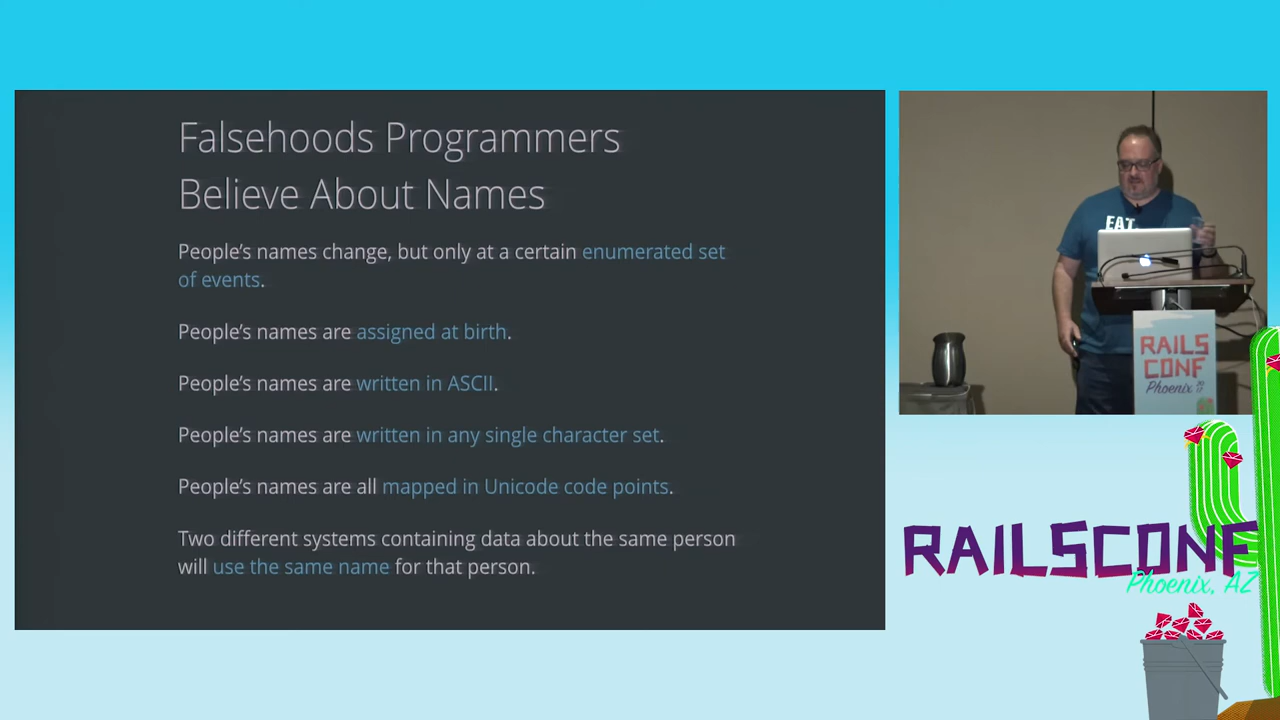 Falsehoods Programmers
Believe About Names
People’s names change, but only at a certain enumerated set
of events.
People’s names are assigned at birth.
People’s names are written in ASCII.
People’s names are written in any single character set.
People’s names are all mapped in Unicode code points.
Two different systems containing data about the same person
will use the same name for that person.
EAT
RAILS
CONF
Phoenix
RAILSCONF
Phoenix, AZ